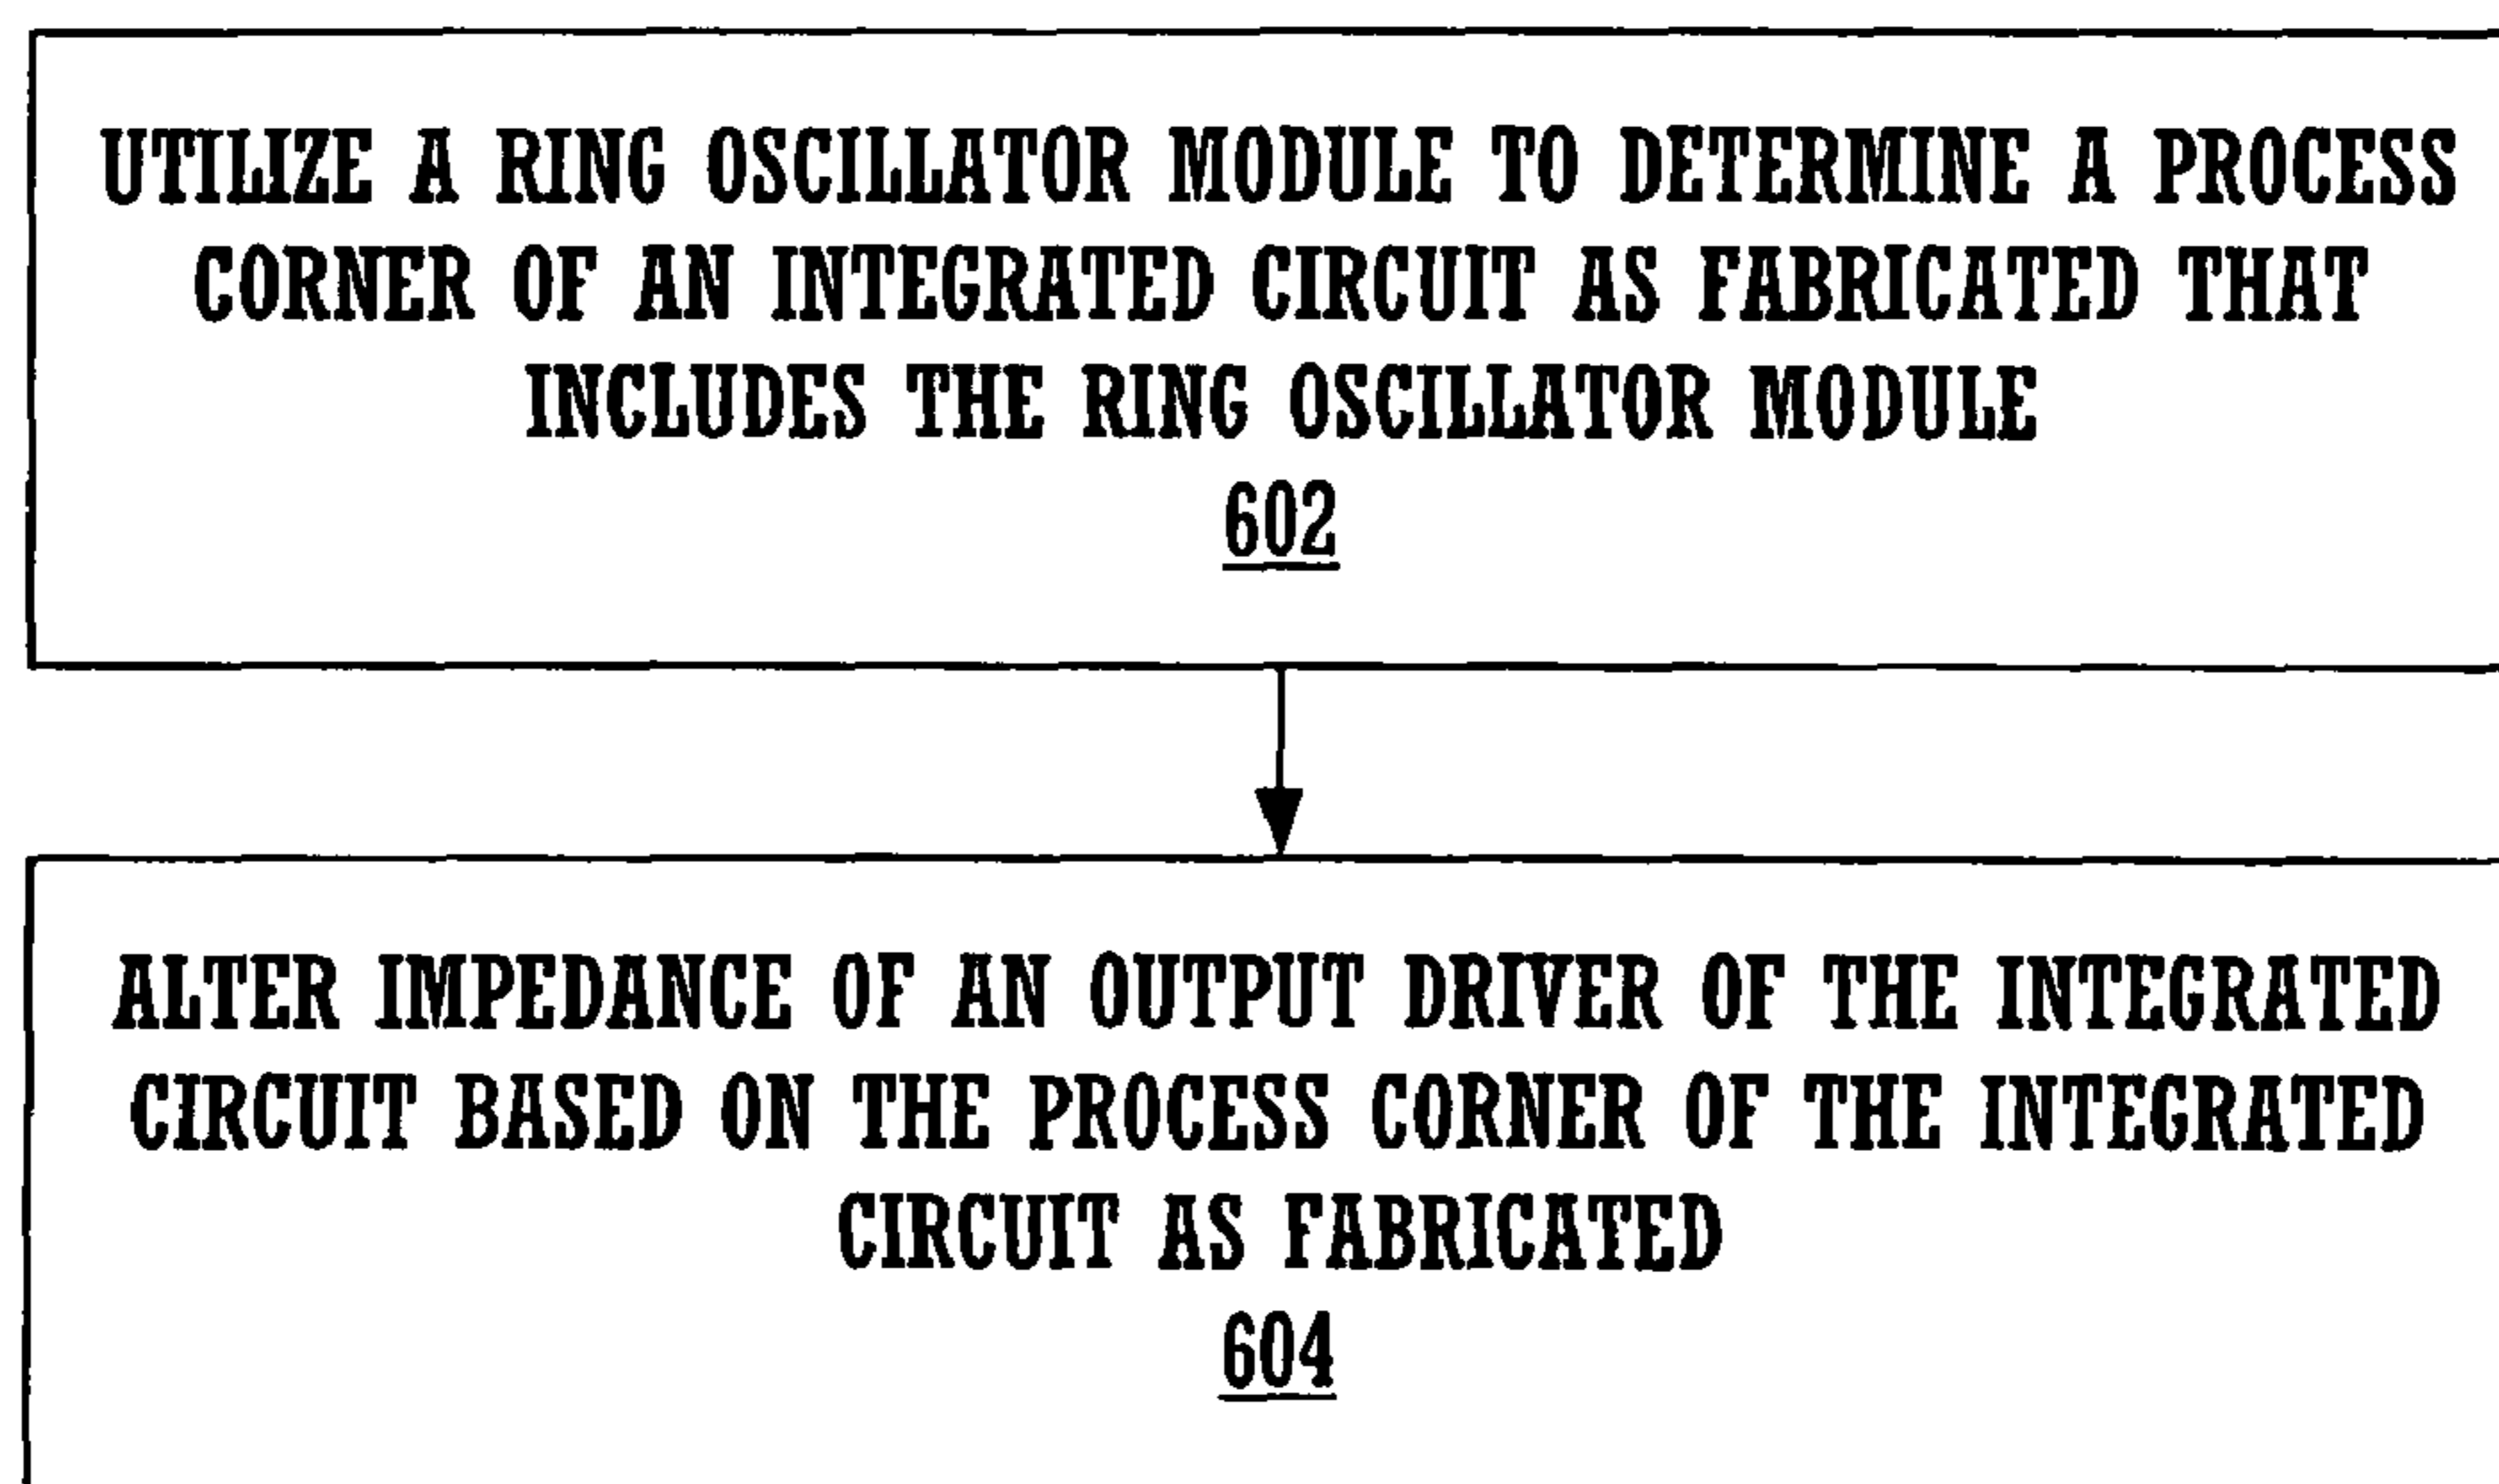 UTILIZE A RING OSCILLATOR MODULE TO DETERMINE A PROCESS
CORNER OF AN INTEGRATED CIRCUIT AS FABRICATED THAT
INCLUDES THE RING OSCILLATOR MODULE
602
ALTER IMPEDANCE OF AN OUTPUT DRIVER OF THE INTEGRATED
CIRCUIT BASED ON THE PROCESS CORNER OF THE INTEGRATED
CIRCUIT AS FABRICATED
604